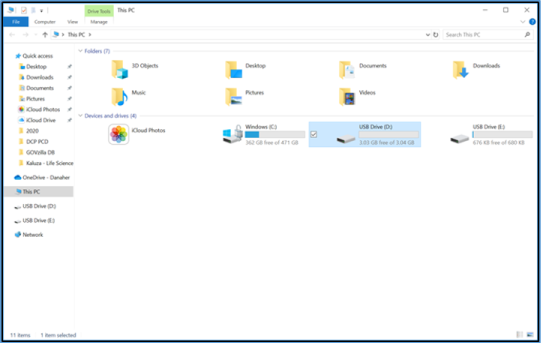 Drive Tools This PC
File Computer View Manage
This PC Search This PC
Quick access
Desktop
Downloads
Documents
Pictures
iCloud Photos
iCloud Drive
2020
DCP PCD
GOVzilla DB
Kaluza - Life Science
OneDrive - Danaher
This PC
USB Drive (D:)
USB Drive (E:)
Network
Folders (7)
3D Objects Desktop Documents Downloads
Music Pictures Videos
Devices and drives (4)
iCloud Photos
Windows (C:)
362 GB free of 471 GB
USB Drive (D:)
3.03 GB free of 3.04 GB
USB Drive (E:)
676 KB free of 680 KB
11 items 1 item selected